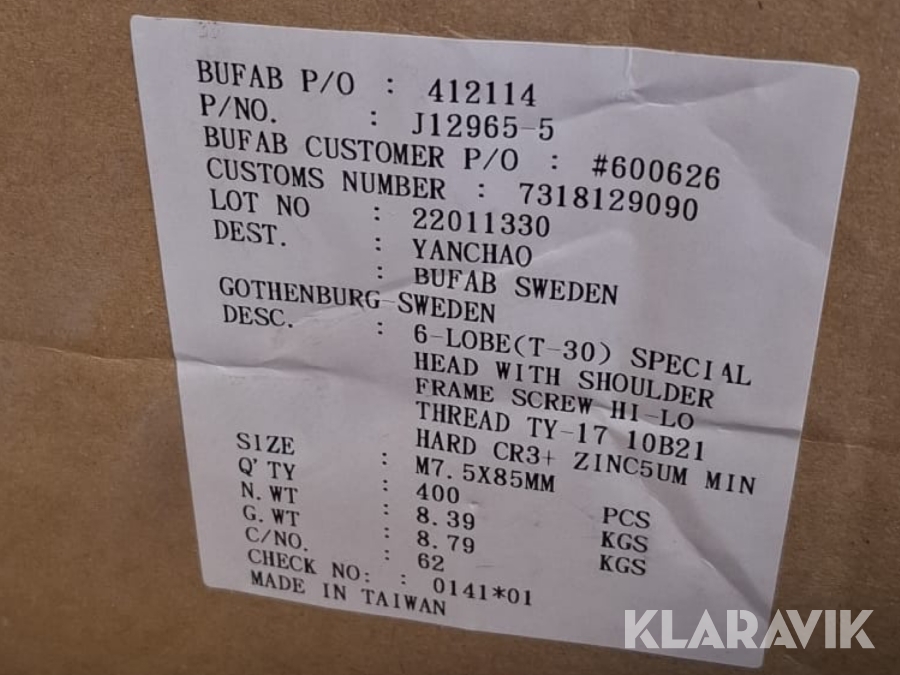 BUFAB P/O : 412114
P/NO. : J12965-5
BUFAB CUSTOMER P/O : #600626
CUSTOMS NUMBER : 7318129090
LOT NO : 22011330
DEST. : YANCHAO
: BUFAB SWEDEN
GOTHENBURG-SWEDEN
DESC. : 6-LOBE(T-30) SPECIAL
HEAD WITH SHOULDER
FRAME SCREW HI-LO
THREAD TY-17 10B21
HARD CR3+ ZINC5UM MIN
SIZE : M7.5X85MM
Q'TY : 400 PCS
N.WT : 8.39 KGS
G.WT : 8.79 KGS
C/NO. : 62
CHECK NO: : 0141*01
MADE IN TAIWAN
KLARAVIK